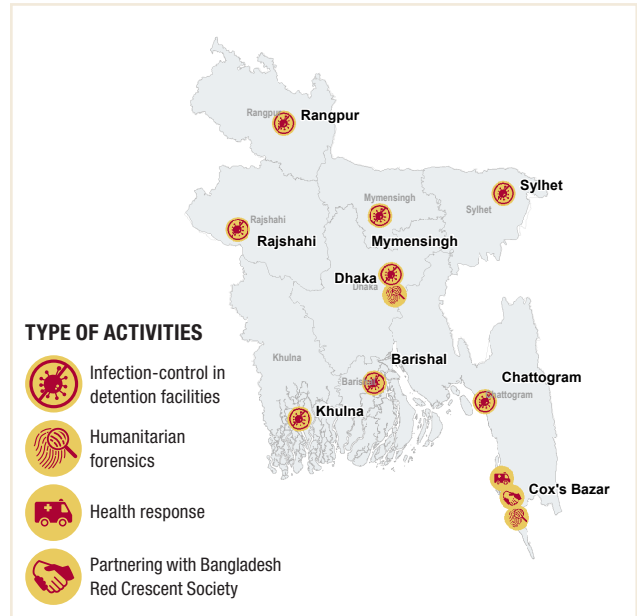 Rangpur
Rangpur
Sylhet
Sylhet
Mymensingh
Mymensingh
Rajshahi
Rajshahi
Dhaka
Dhaka
TYPE OF ACTIVITIES
Infection-control in
detention facilities
Humanitarian
forensics
Health response
Partnering with Bangladesh
Red Crescent Society
Khulna
Khulna
Barishal
Barishal
Chattogram
Chattogram
Cox's Bazar